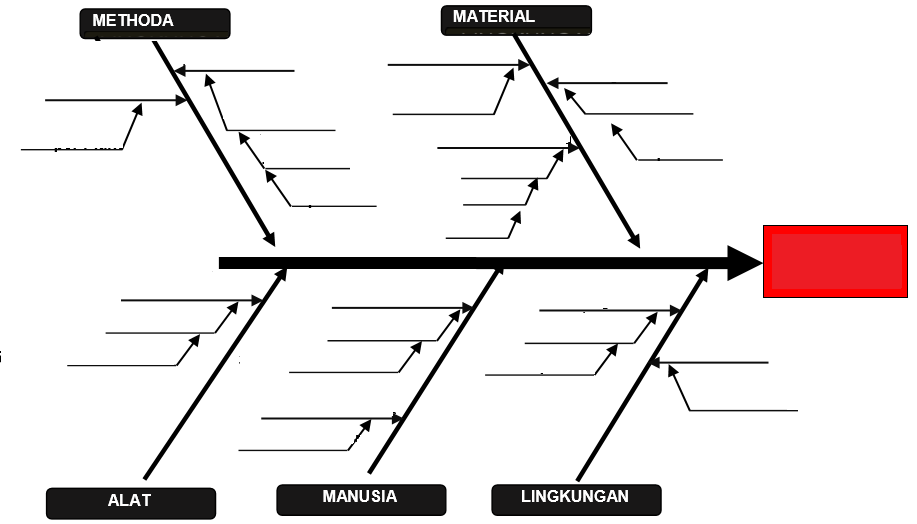 METHODA
MATERIAL
ALAT
MANUSIA
LINGKUNGAN